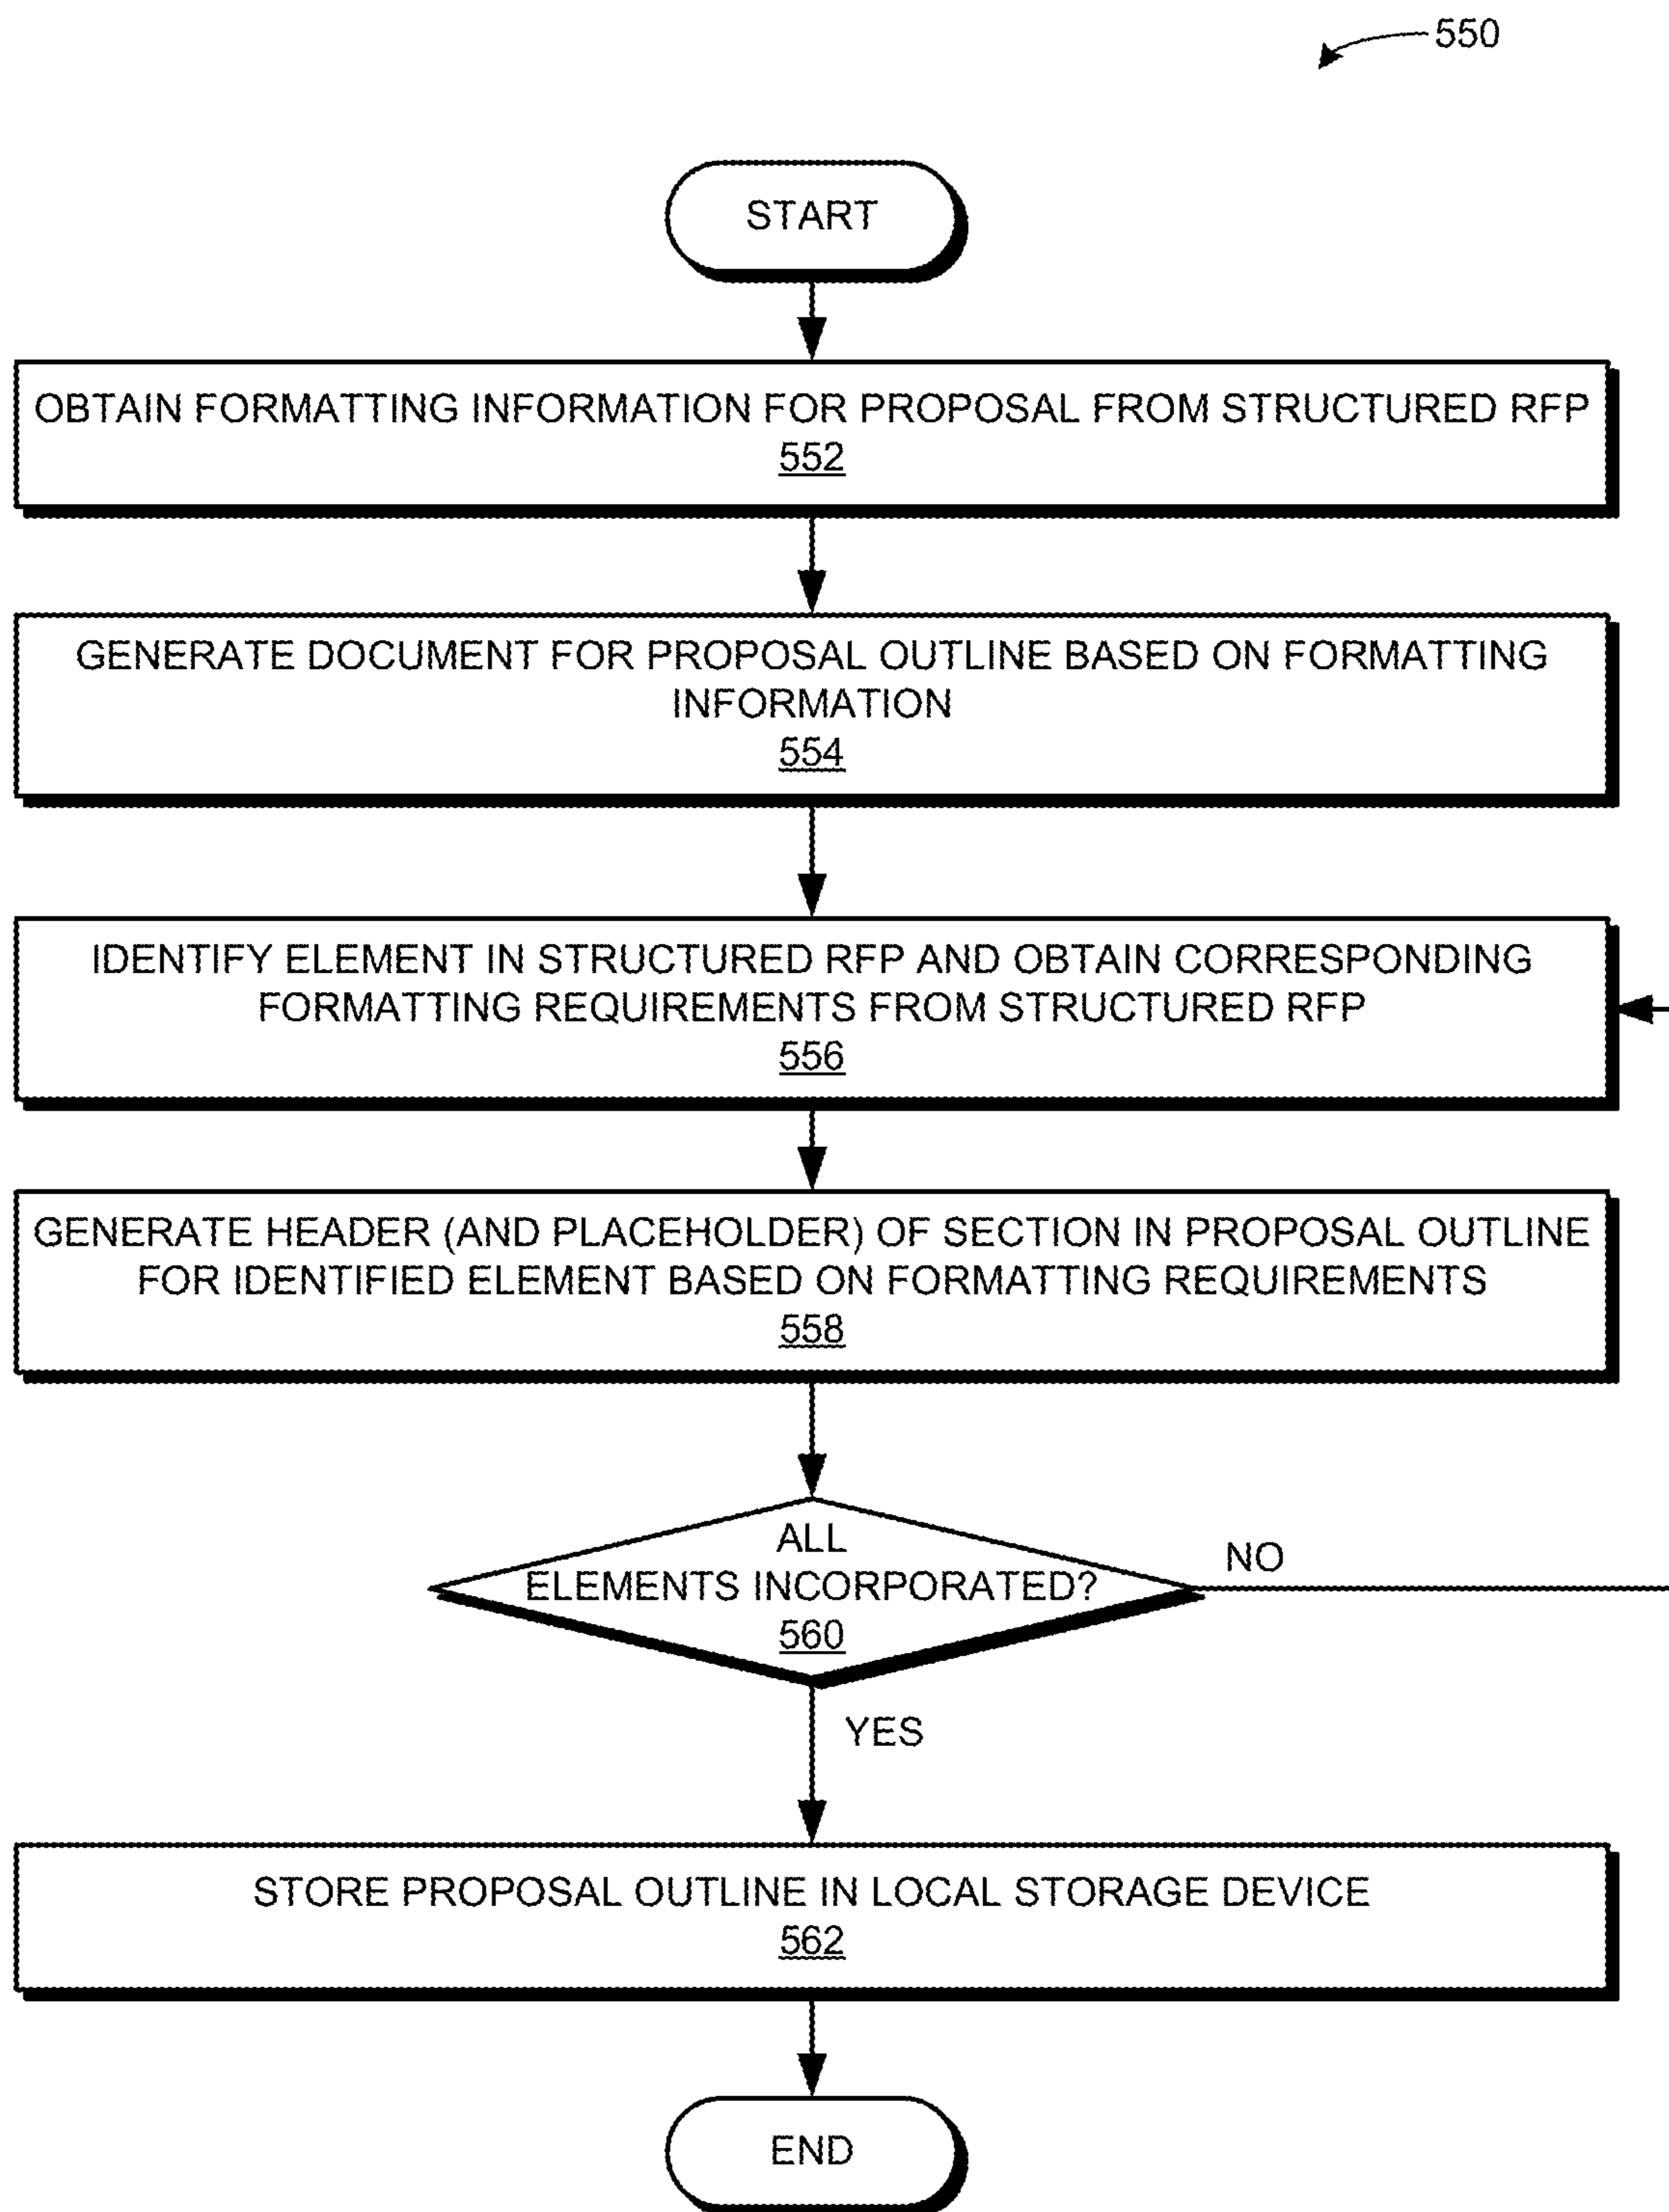 550
START
OBTAIN FORMATTING INFORMATION FOR PROPOSAL FROM STRUCTURED RFP
552
GENERATE DOCUMENT FOR PROPOSAL OUTLINE BASED ON FORMATTING
INFORMATION
554
IDENTIFY ELEMENT IN STRUCTURED RFP AND OBTAIN CORRESPONDING
FORMATTING REQUIREMENTS FROM STRUCTURED RFP
556
GENERATE HEADER (AND PLACEHOLDER) OF SECTION IN PROPOSAL OUTLINE
FOR IDENTIFIED ELEMENT BASED ON FORMATTING REQUIREMENTS
558
ALL
ELEMENTS INCORPORATED?
560
NO
YES
STORE PROPOSAL OUTLINE IN LOCAL STORAGE DEVICE
562
END